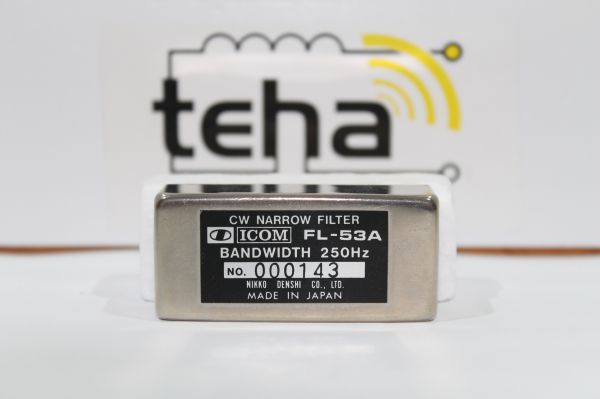 teha
CW NARROW FILTER
ICOM FL-53A
BANDWIDTH 250Hz
NO. 000143
NIKKO DENSHI CO., LTD.
MADE IN JAPAN